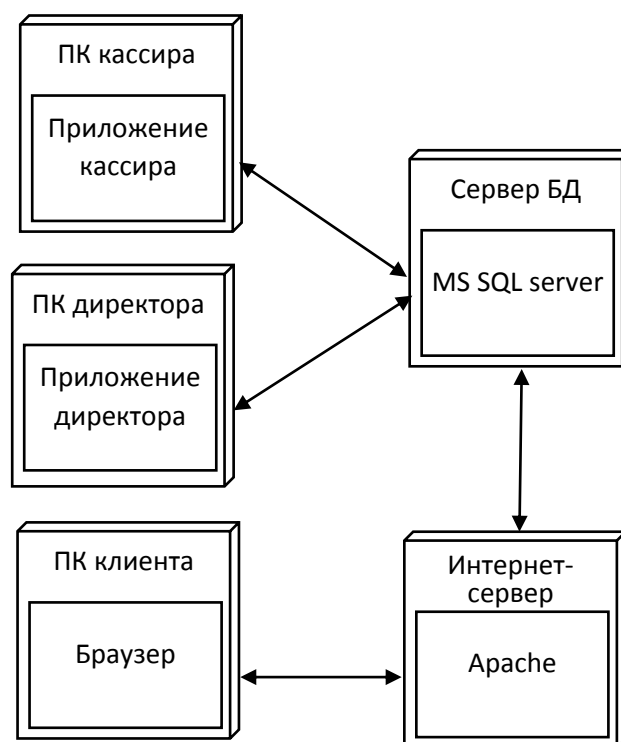 ПК кассира
Приложение
кассира
Сервер БД
MS SQL server
ПК директора
Приложение
директора
ПК клиента
Браузер
Интернет-
сервер
Apache